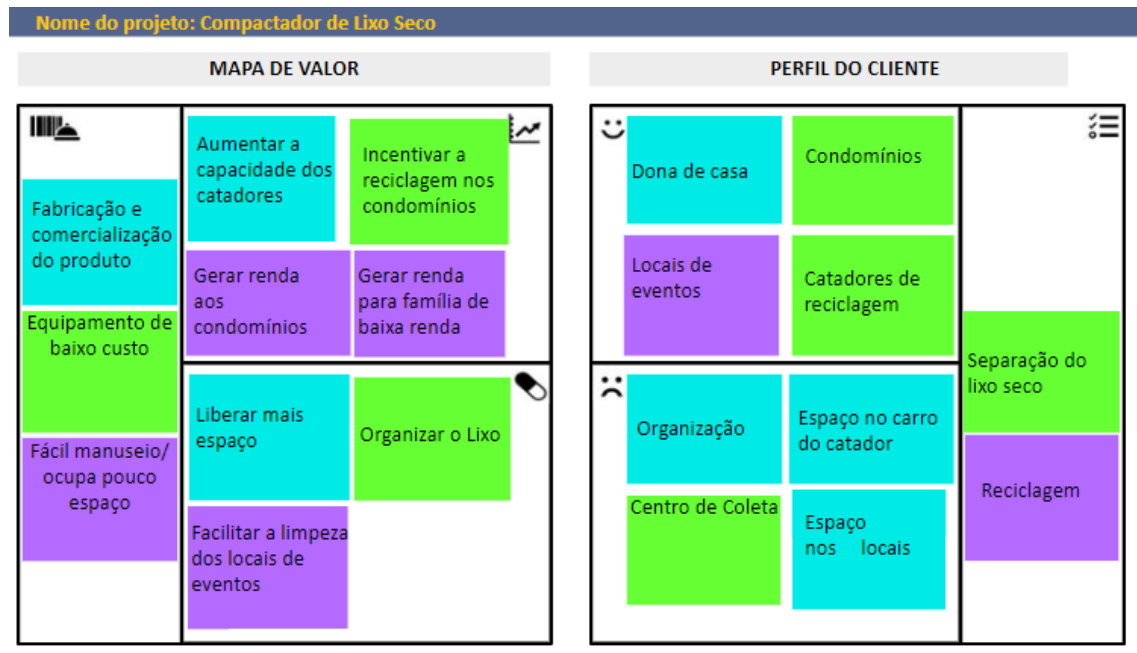 Nome do projeto: Compactador de Lixo Seco
MAPA DE VALOR
Fabricação e
comercialização
do produto
Equipamento de
baixo custo
Fácil manuseio/
ocupa pouco
espaço
Aumentar a
capacidade dos
catadores
Incentivar a
reciclagem nos
condomínios
Gerar renda
aos
condomínios
Gerar renda
para família de
baixa renda
Liberar mais
espaço
Organizar o Lixo
Facilitar a limpeza
dos locais de
eventos
PERFIL DO CLIENTE
Dona de casa
Condomínios
Locais de
eventos
Catadores de
reciclagem
Organização
Espaço no carro
do catador
Centro de Coleta
Espaço
nos locais
Separação do
lixo seco
Reciclagem